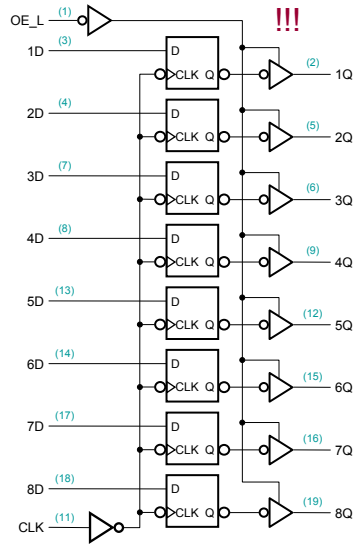 OE_L (1) !!!
1D (3) D CLK Q (2) 1Q
2D (4) D CLK Q (5) 2Q
3D (7) D CLK Q (6) 3Q
4D (8) D CLK Q (9) 4Q
5D (13) D CLK Q (12) 5Q
6D (14) D CLK Q (15) 6Q
7D (17) D CLK Q (16) 7Q
8D (18) D CLK Q (19) 8Q
CLK (11)